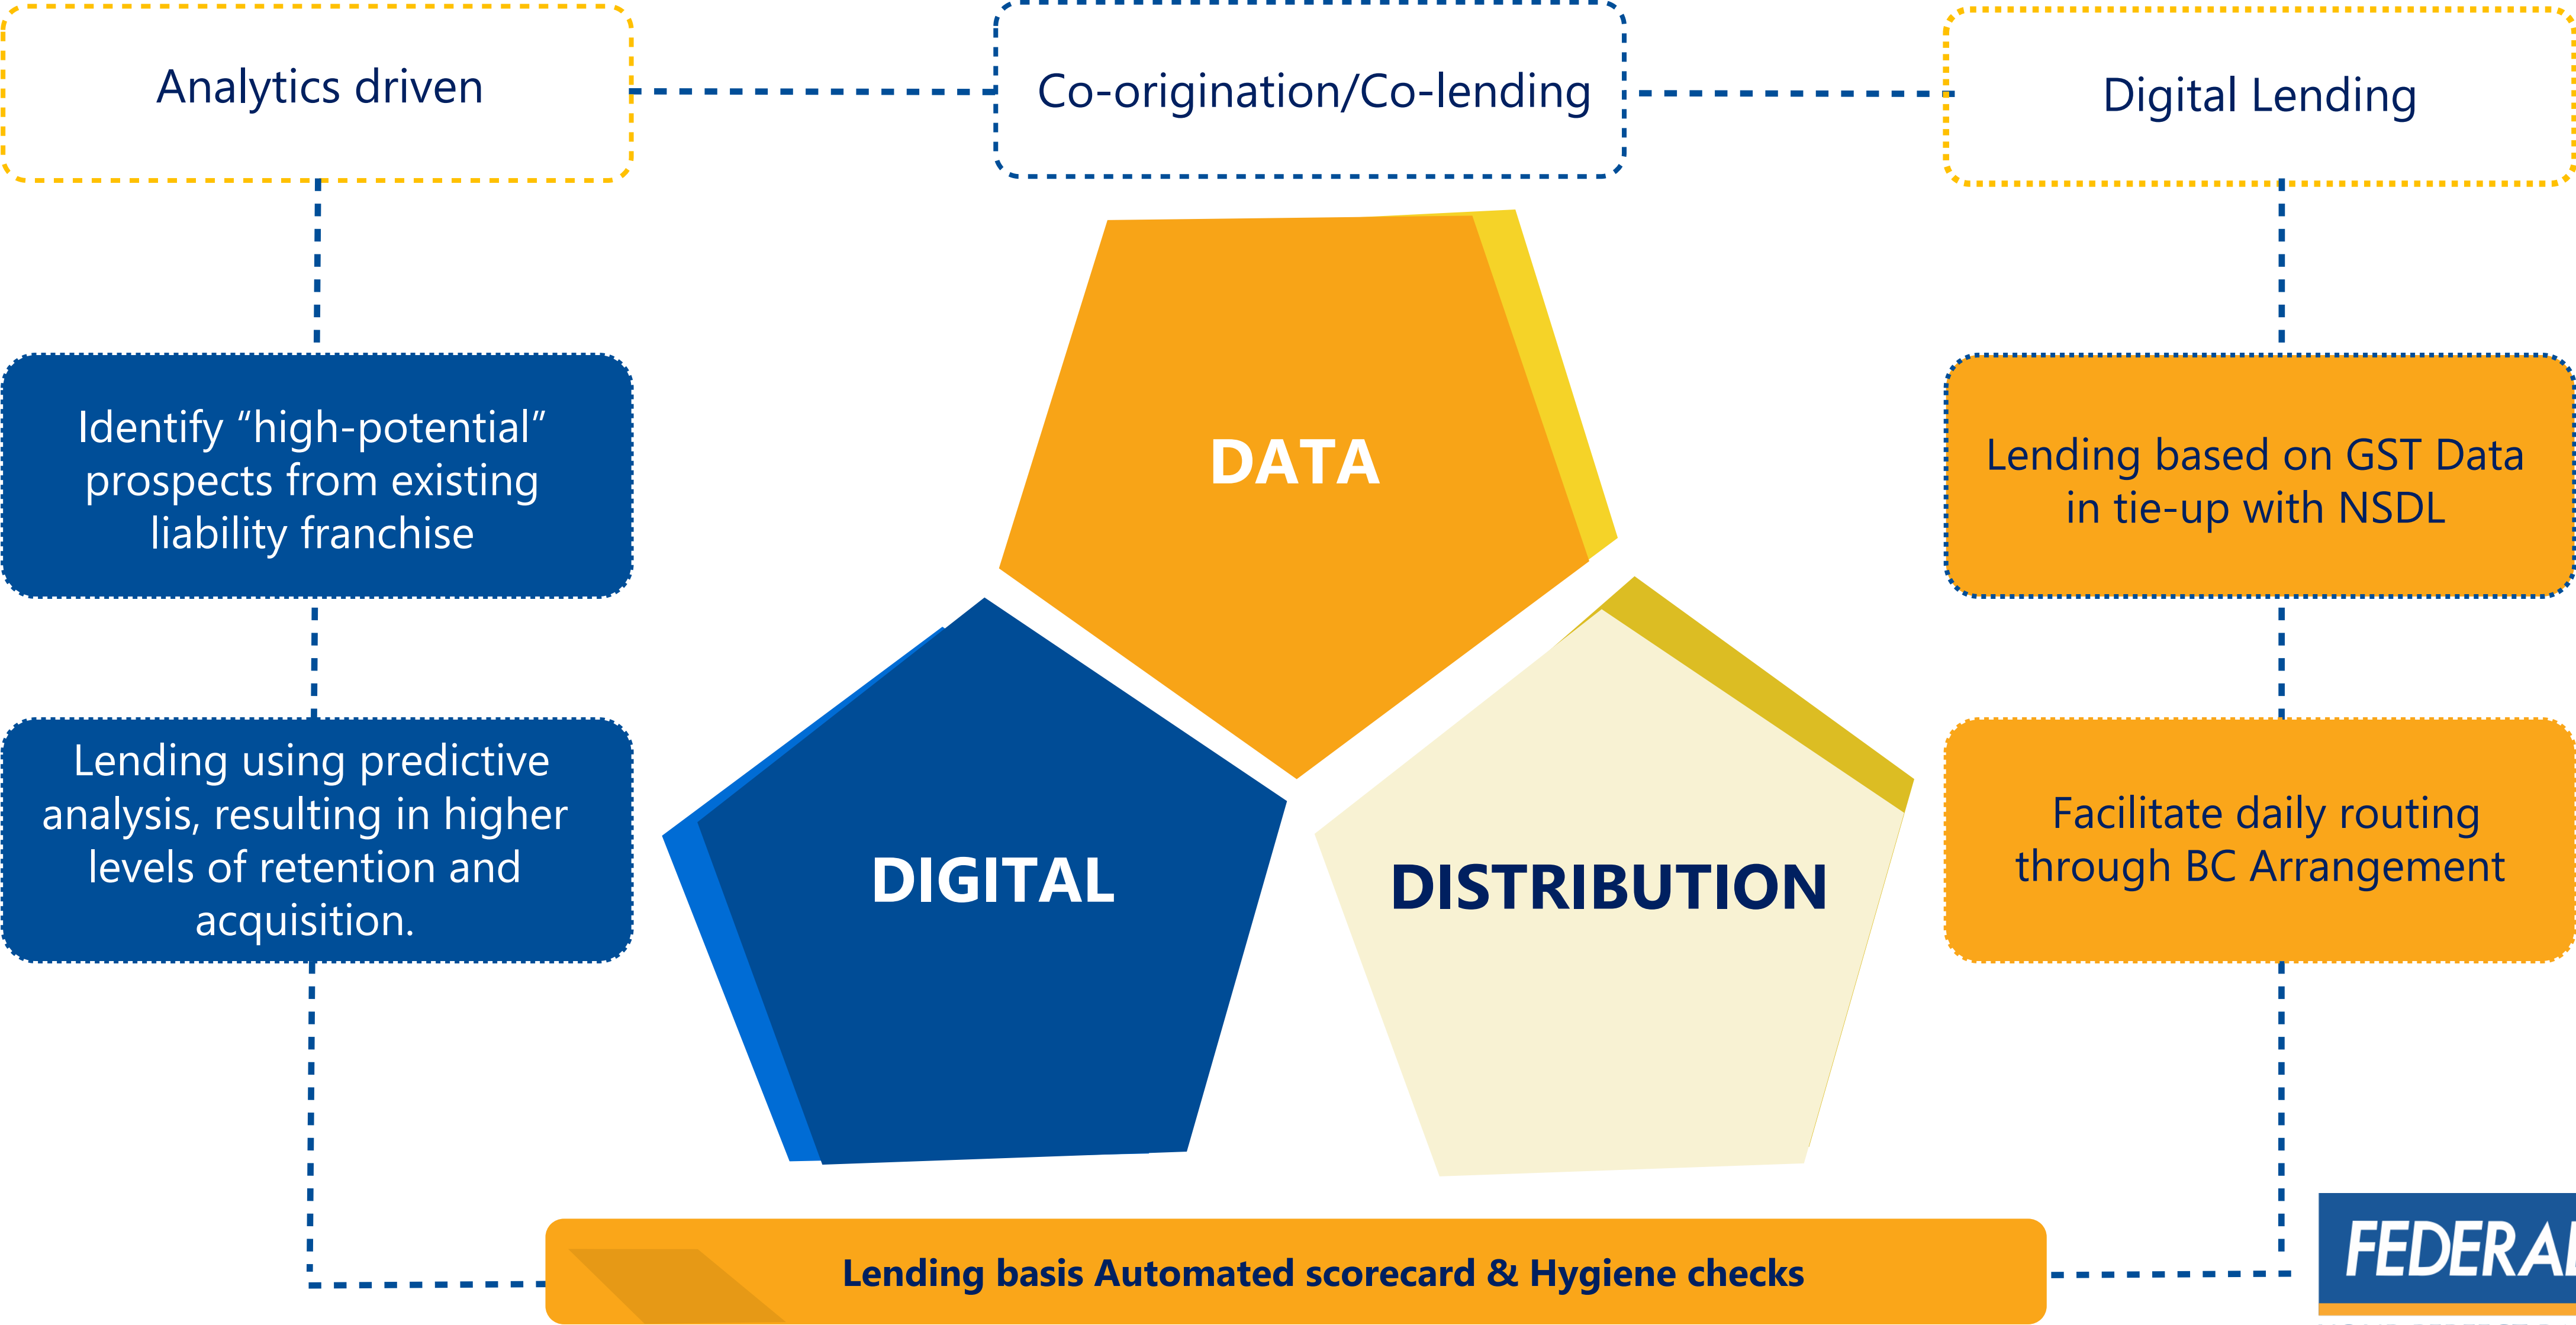 Analytics driven
Co-origination/Co-lending
Digital Lending
Identify “high-potential”
prospects from existing
liability franchise
Lending using predictive
analysis, resulting in higher
levels of retention and
acquisition.
DATA
DIGITAL
DISTRIBUTION
Lending based on GST Data
in tie-up with NSDL
Facilitate daily routing
through BC Arrangement
Lending basis Automated scorecard & Hygiene checks
FEDERAL